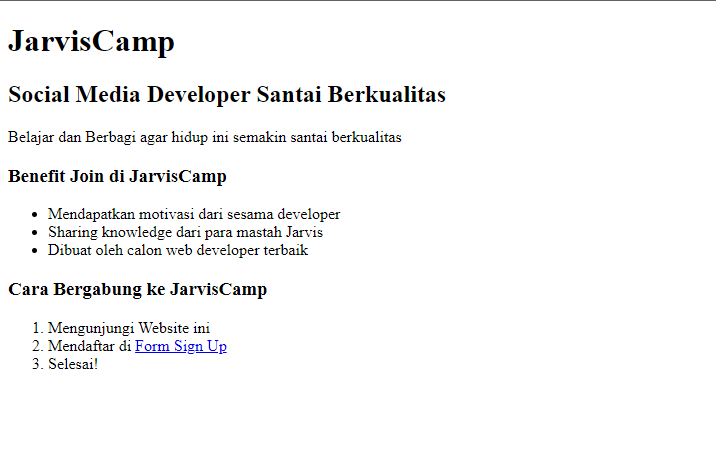 JarvisCamp
Social Media Developer Santai Berkualitas
Belajar dan Berbagi agar hidup ini semakin santai berkualitas
Benefit Join di JarvisCamp
• Mendapatkan motivasi dari sesama developer
• Sharing knowledge dari para mastah Jarvis
• Dibuat oleh calon web developer terbaik
Cara Bergabung ke JarvisCamp
1. Mengunjungi Website ini
2. Mendaftar di Form Sign Up
3. Selesai!